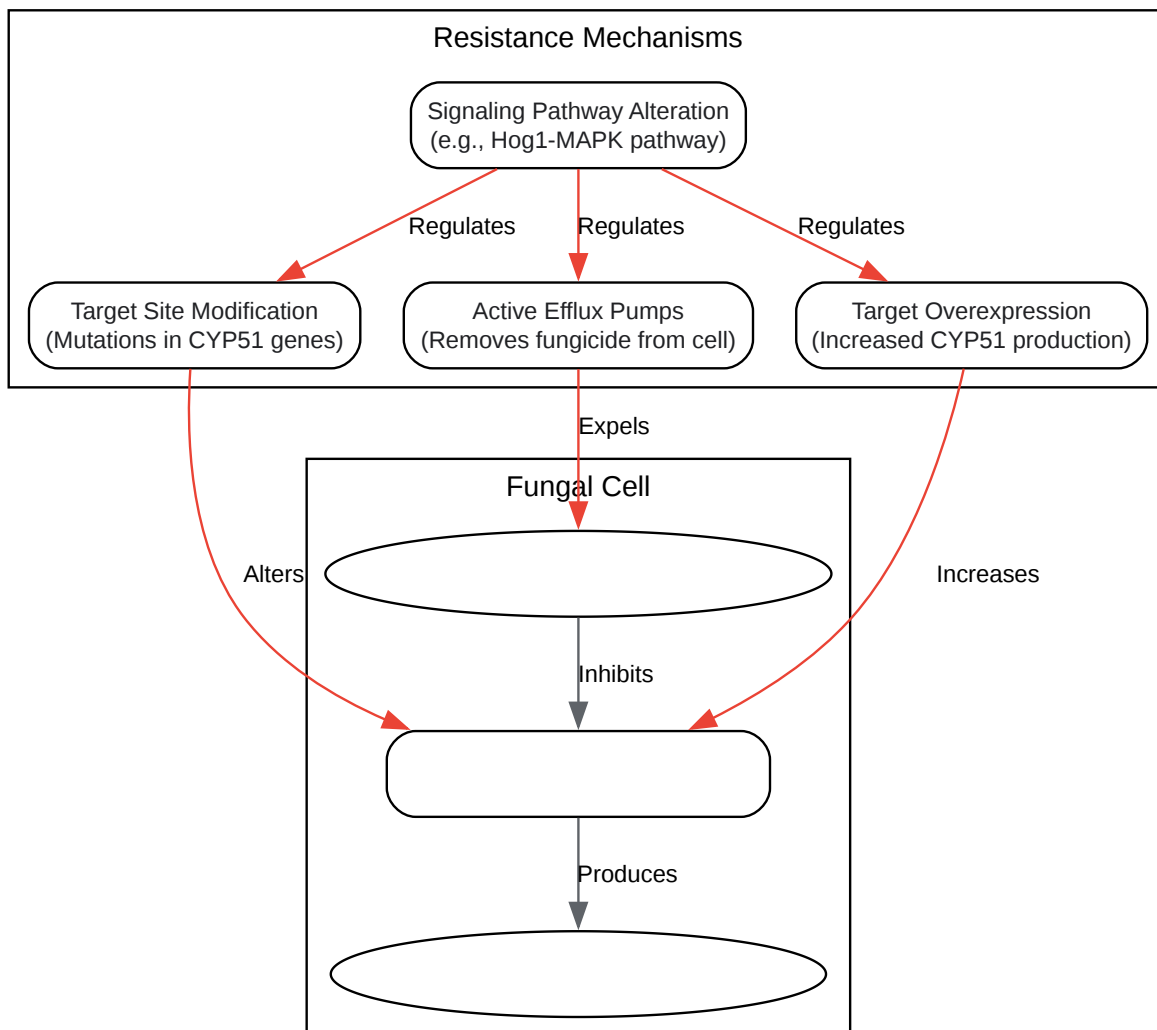 Resistance Mechanisms
Signaling Pathway Alteration
(e.g., Hog1-MAPK pathway)
Regulates
Regulates
Regulates
Target Site Modification
(Mutations in CYP51 genes)
Active Efflux Pumps
(Removes fungicide from cell)
Target Overexpression
(Increased CYP51 production)
Expels
Fungal Cell
Alters
Increases
Inhibits
Produces